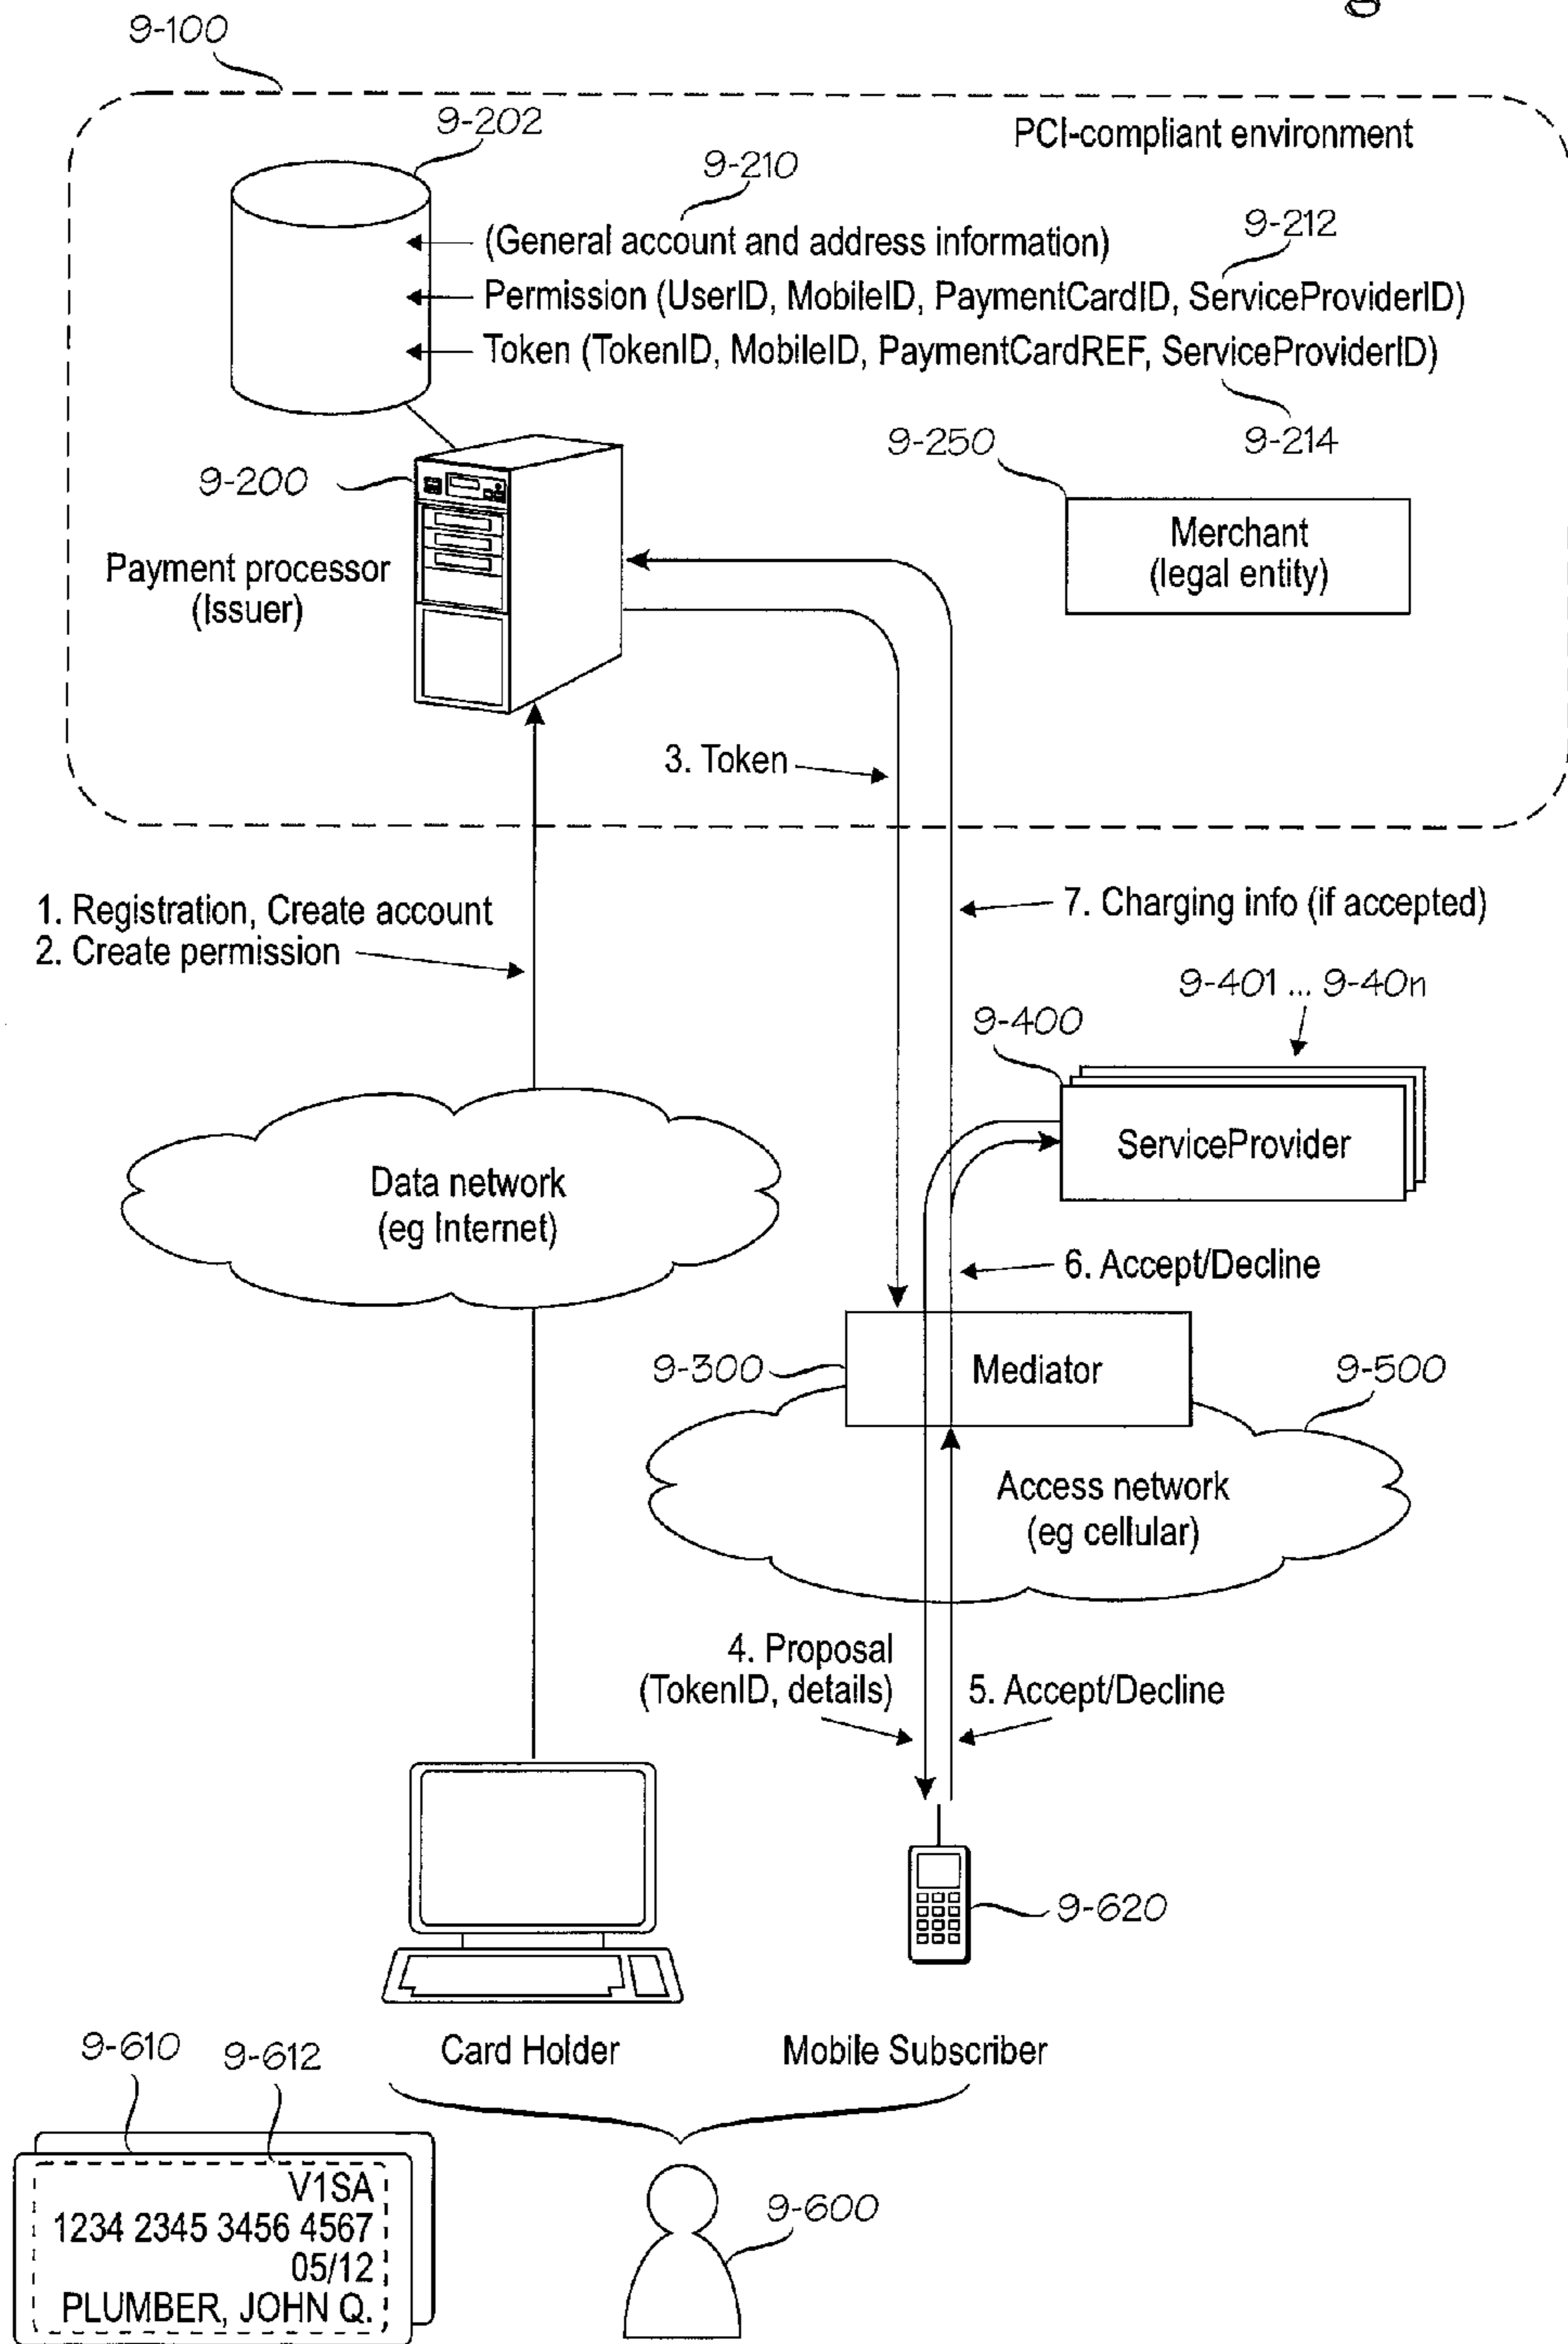 g
9-100
PCI-compliant environment
9-202
9-210
(General account and address information)
9-212
Permission (UserID, MobileID, PaymentCardID, ServiceProviderID)
Token (TokenID, MobileID, PaymentCardREF, ServiceProviderID)
9-214
9-250
9-200
Merchant
(legal entity)
Payment processor
(Issuer)
3. Token
1. Registration, Create account
2. Create permission
7. Charging info (if accepted)
9-401 ... 9-40n
9-400
ServiceProvider
Data network
(eg Internet)
6. Accept/Decline
9-300
Mediator
9-500
Access network
(eg cellular)
4. Proposal
(TokenID, details)
5. Accept/Decline
9-620
Card Holder
Mobile Subscriber
9-610
9-612
V1SA
1234 2345 3456 4567
05/12
PLUMBER, JOHN Q.
9-600